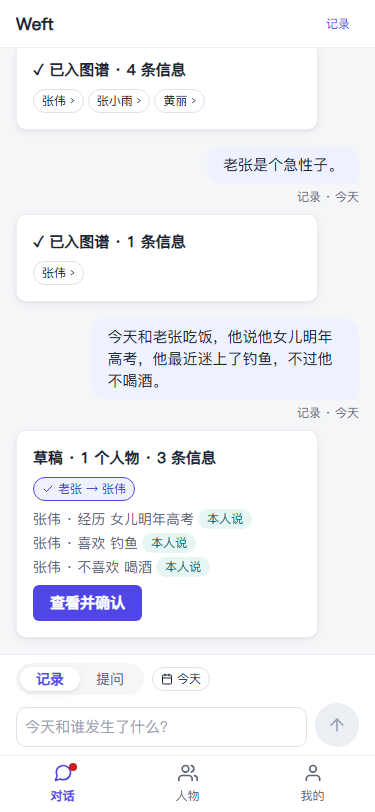 Weft
记录
✓ 已入图谱 · 4 条信息
张伟 › 张小雨 › 黄丽 ›
老张是个急性子。
记录 · 今天
✓ 已入图谱 · 1 条信息
张伟 ›
今天和老张吃饭，他说他女儿明年
高考，他最近迷上了钓鱼，不过他
不喝酒。
记录 · 今天
草稿 · 1 个人物 · 3 条信息
✓ 老张 → 张伟
张伟 · 经历 女儿明年高考 本人说
张伟 · 喜欢 钓鱼 本人说
张伟 · 不喜欢 喝酒 本人说
查看并确认
记录 提问 今天
今天和谁发生了什么?
对话 人物 我的